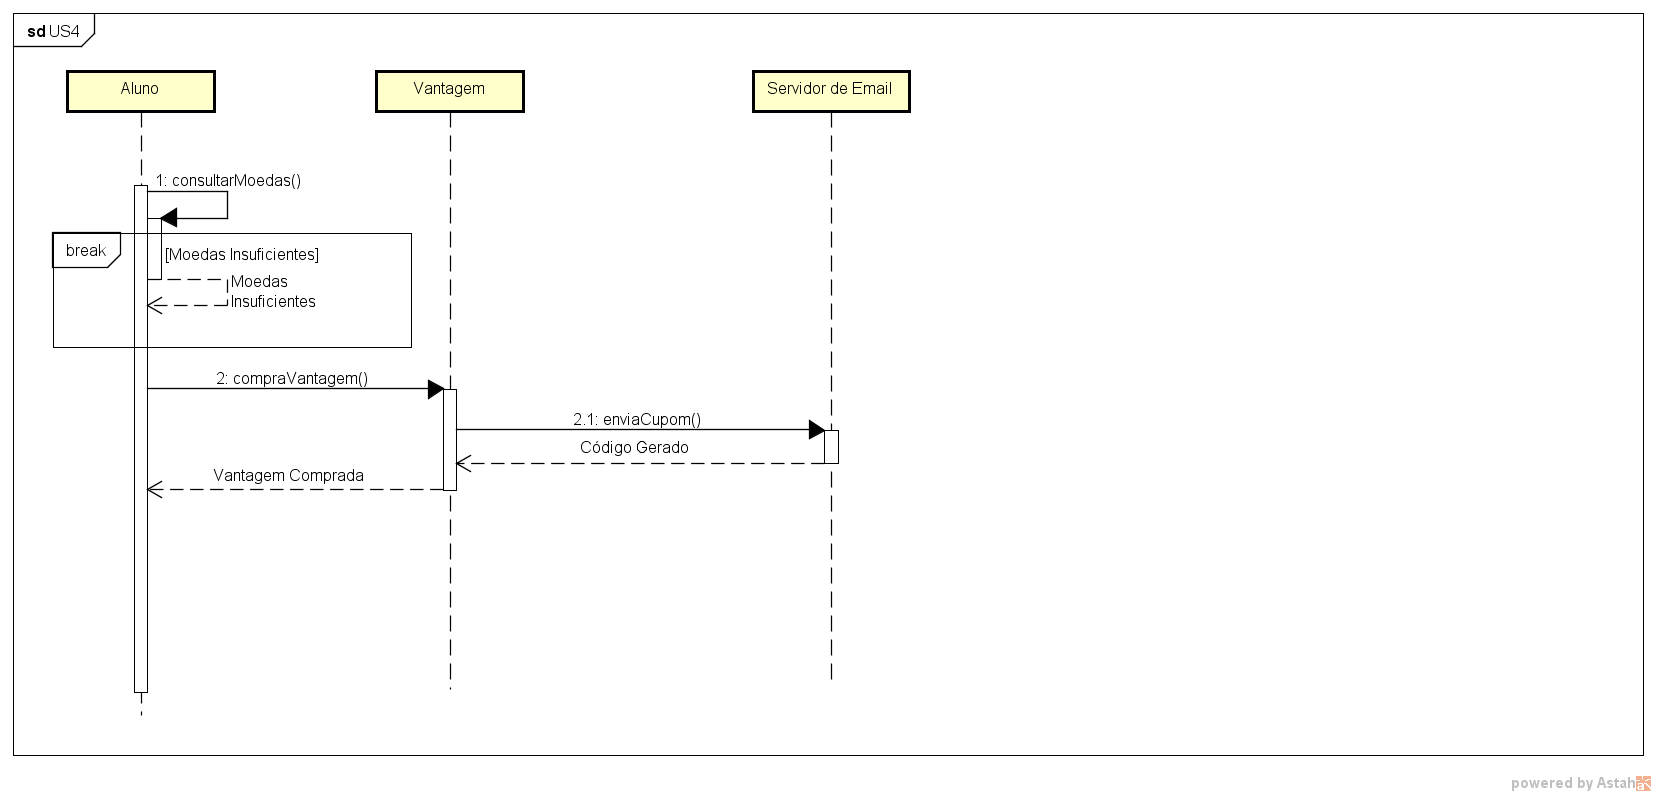 sd US4
Aluno
Vantagem
Servidor de Email
1: consultarMoedas()
break
[Moedas Insuficientes]
Moedas
Insuficientes
2: compraVantagem()
2.1: enviaCupom()
Código Gerado
Vantagem Comprada
powered by Astah